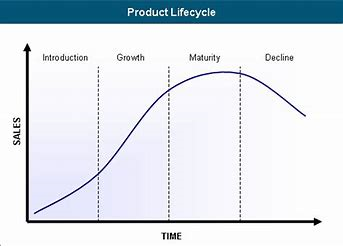 Product Lifecycle
Introduction Growth Maturity Decline
SALES
TIME